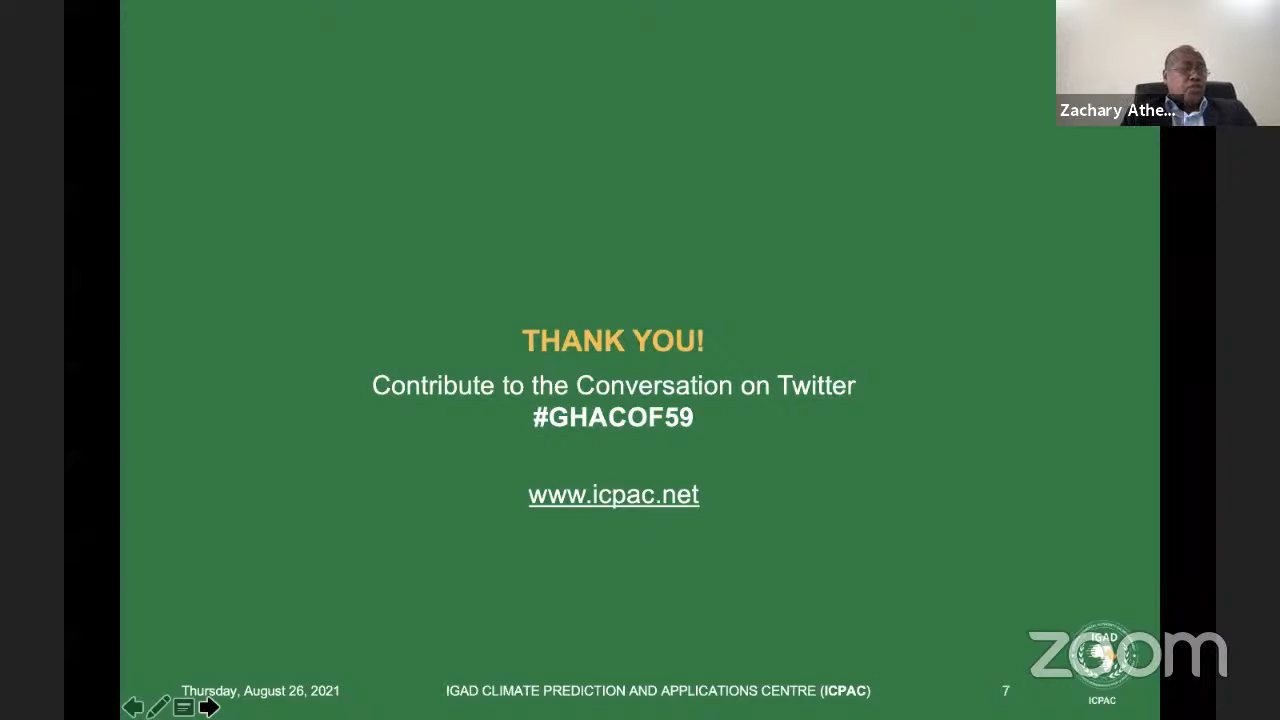 Zachary Athe...
THANK YOU!
Contribute to the Conversation on Twitter
#GHACOF59
www.icpac.net
IGAD
zoom
Thursday, August 26, 2021
IGAD CLIMATE PREDICTION AND APPLICATIONS CENTRE (ICPAC)
7
ICPAC